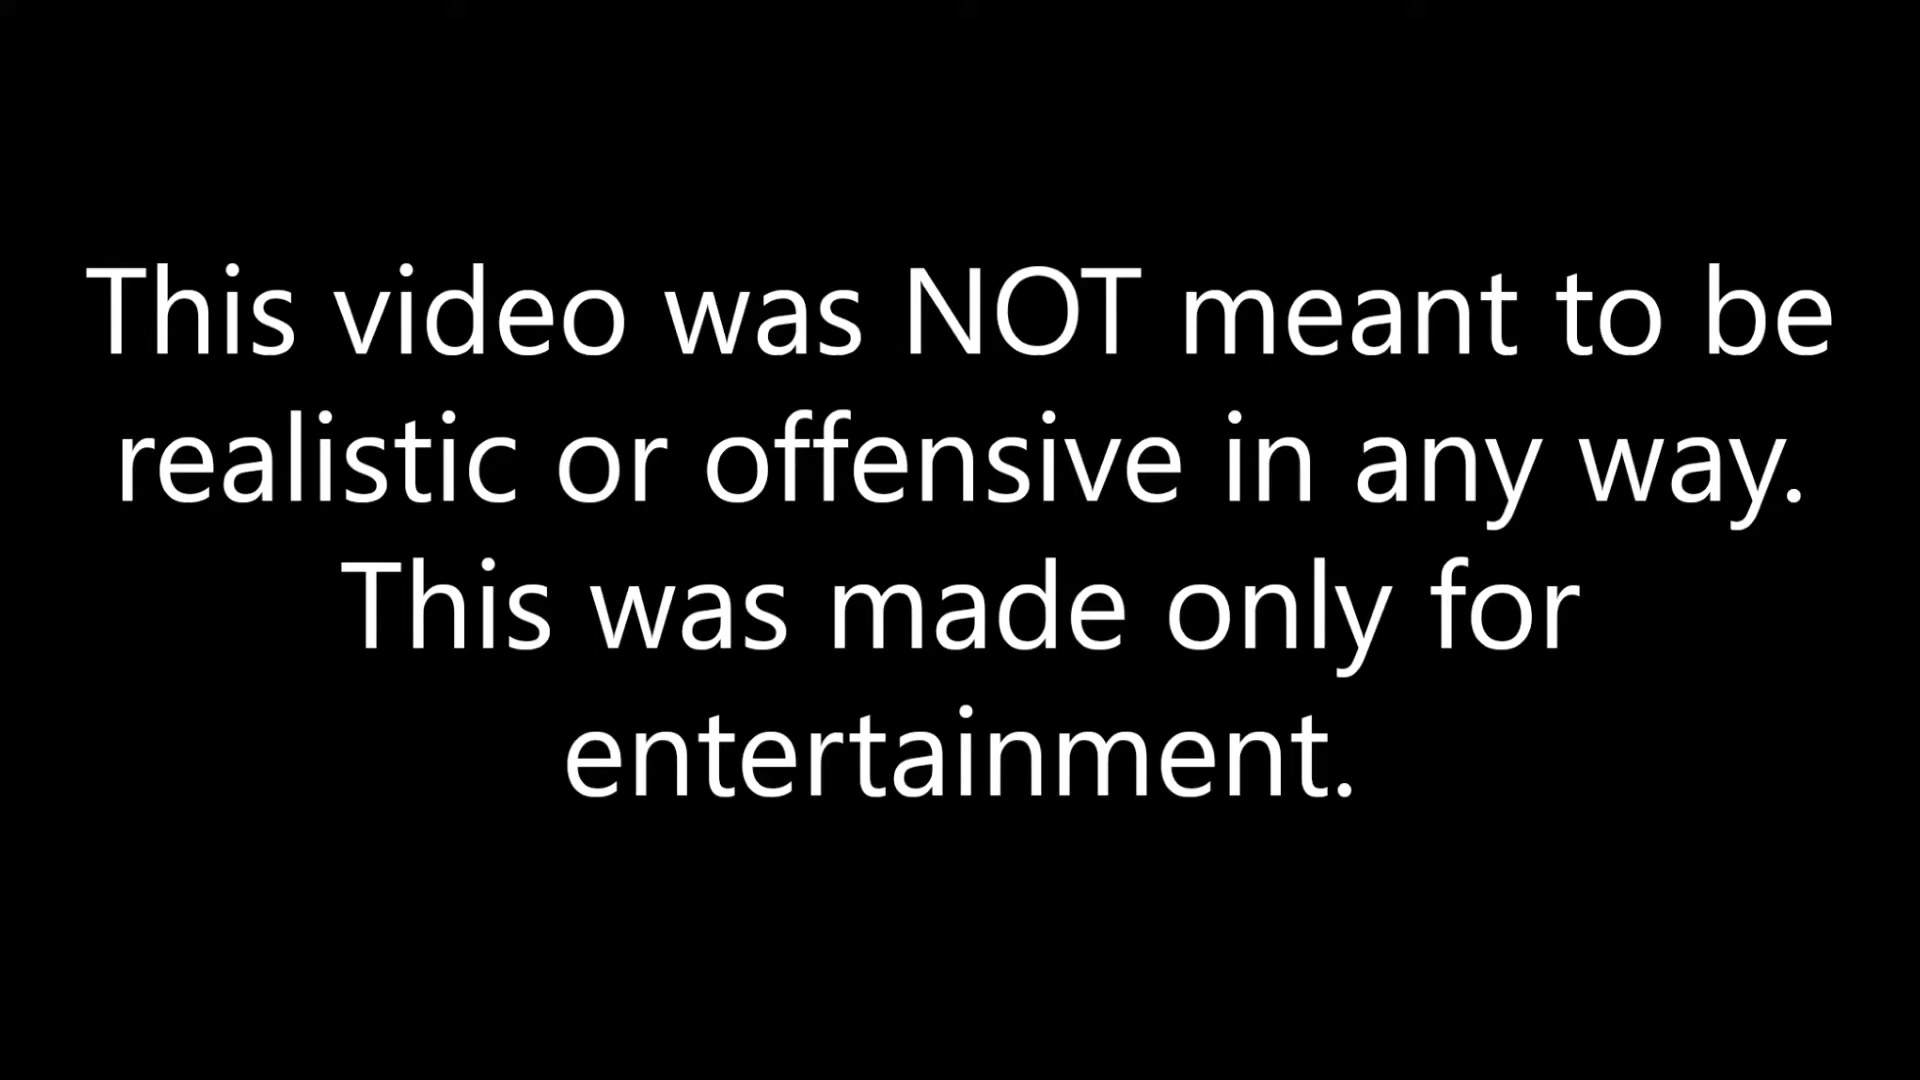 This video was NOT meant to be
realistic or offensive in any way.
This was made only for
entertainment.